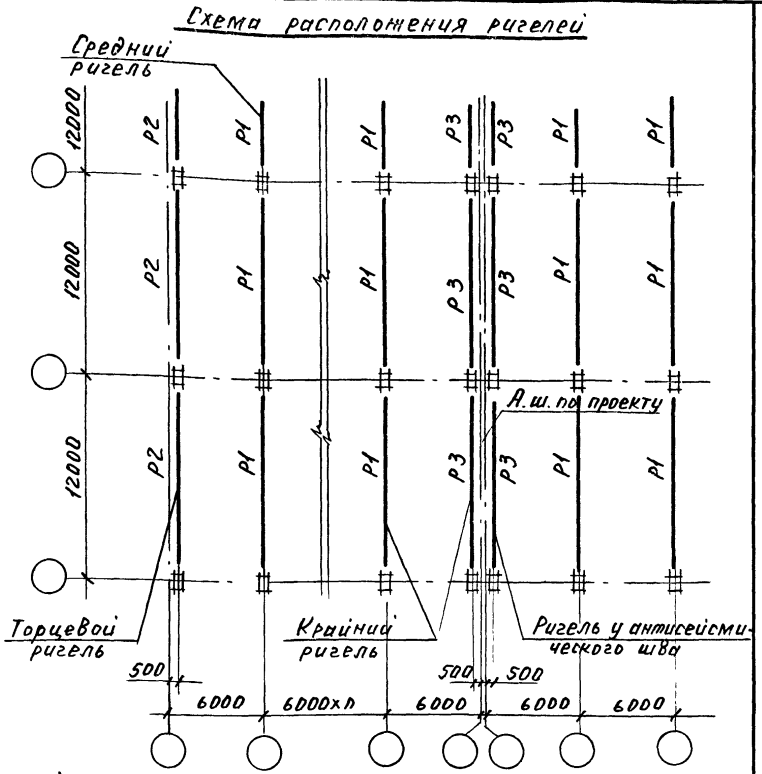 Схема расположения ригелей
Средний
ригель
12000
Р2
Р1
Р1
Р3
Р3
Р1
Р1
12000
Р2
Р1
Р1
Р3
Р3
Р1
Р1
А.ш. по проекту
12000
Р2
Р1
Р1
Р3
Р3
Р1
Р1
Торцевой
ригель
Крайний
ригель
Ригель у антисейсми-
ческого шва
500
500
500
6000
6000хп
6000
6000
6000